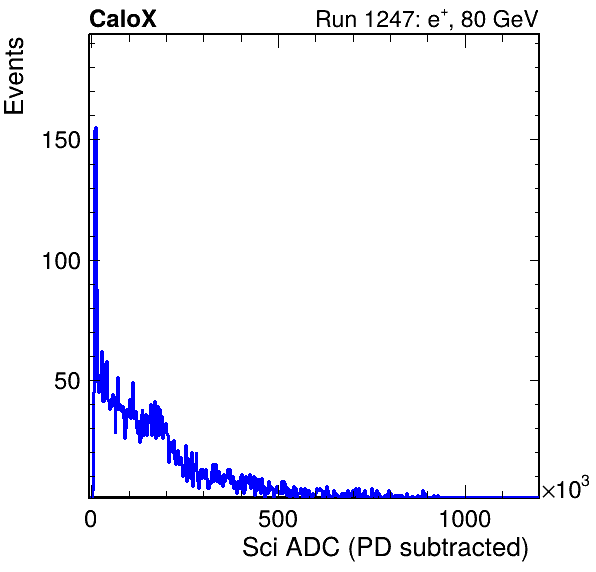 CaloX Run 1247: e⁺, 80 GeV
Events
150
100
50
0 500 1000 ×10³
Sci ADC (PD subtracted)